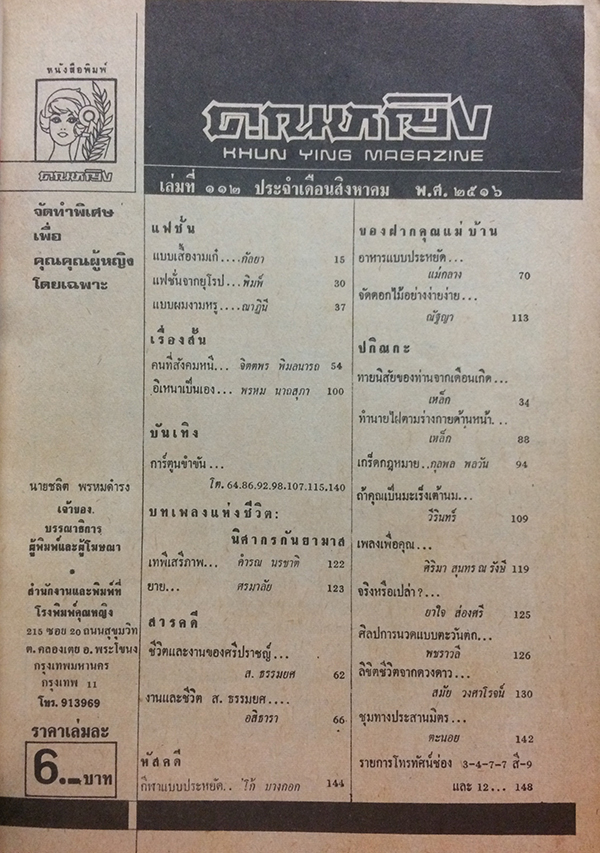 หนังสือพิมพ์
คุณหญิง
จัดทำพิเศษ
เพื่อ
คุณคุณผู้หญิง
โดยเฉพาะ
นายชลิต พรหมดำรง
เจ้าของ
บรรณาธิการ
ผู้พิมพ์และผู้โฆษณา
สำนักงานและพิมพ์ที่
โรงพิมพ์คุณหญิง
215 ซอย 20 ถนนสุขุมวิท
ต. คลองเตย อ. พระโขนง
กรุงเทพมหานคร
กรุงเทพ 11
โทร. 913969
ราคาเล่มละ
6.– บาท
คุณหญิง
KHUN YING MAGAZINE
เล่มที่ ๑๑๒ ประจำเดือนสิงหาคม พ.ศ. ๒๕๑๖
แฟชั่น
แบบเสื้องามเก๋.... กัลยา 15
แฟชั่นจากยุโรป... พิมพ์ 30
แบบผมงามหรู.... ณาฎินี 37
เรื่องสั้น
คนที่สังคมหนี... จิตตพร พิมลนารถ 54
อิเหนาเป็นเอง... พรหม นาถสุภา 100
บันเทิง
การ์ตูนขำขัน...
โต. 64.86.92.98.107.115.140
บทเพลงแห่งชีวิต:
นิศากรกันยามาส
เทพีเสรีภาพ... คำรณ นรชาติ 122
ยาย... ศรมาลัย 123
สารคดี
ชีวิตและงานของศรีปราชญ์...
ส. ธรรมยศ 62
งานและชีวิต ส. ธรรมยศ....
อสิธารา 66
หัสคดี
กีฬาแบบประหยัด.. โก้ บางกอก 144
ของฝากคุณแม่บ้าน
อาหารแบบประหยัด...
แม่กลาง 70
จัดดอกไม้อย่างง่ายง่าย...
ณัฐญา 113
ปกิณกะ
ทายนิสัยของท่านจากเดือนเกิด...
เหล็ก 34
ทำนายไฝตามร่างกายด้านหน้า...
เหล็ก 88
เกร็ดกฎหมาย.. กุลพล พลวัน 94
ถ้าคุณเป็นมะเร็งเต้านม...
วีรินทร์ 109
เพลงเพื่อคุณ...
ศิริมา สุนทร ณ รังษี 119
จริงหรือเปล่า?...
ยาใจ ส่องศรี 125
ศิลปการนวดแบบตะวันตก...
พชราวลี 126
ลิขิตชีวิตจากดวงดาว...
สมัย วงศาโรจน์ 130
ชุมทางประสานมิตร...
ตะนอย 142
รายการโทรทัศน์ช่อง 3-4-7-7 สี-9
และ 12... 148